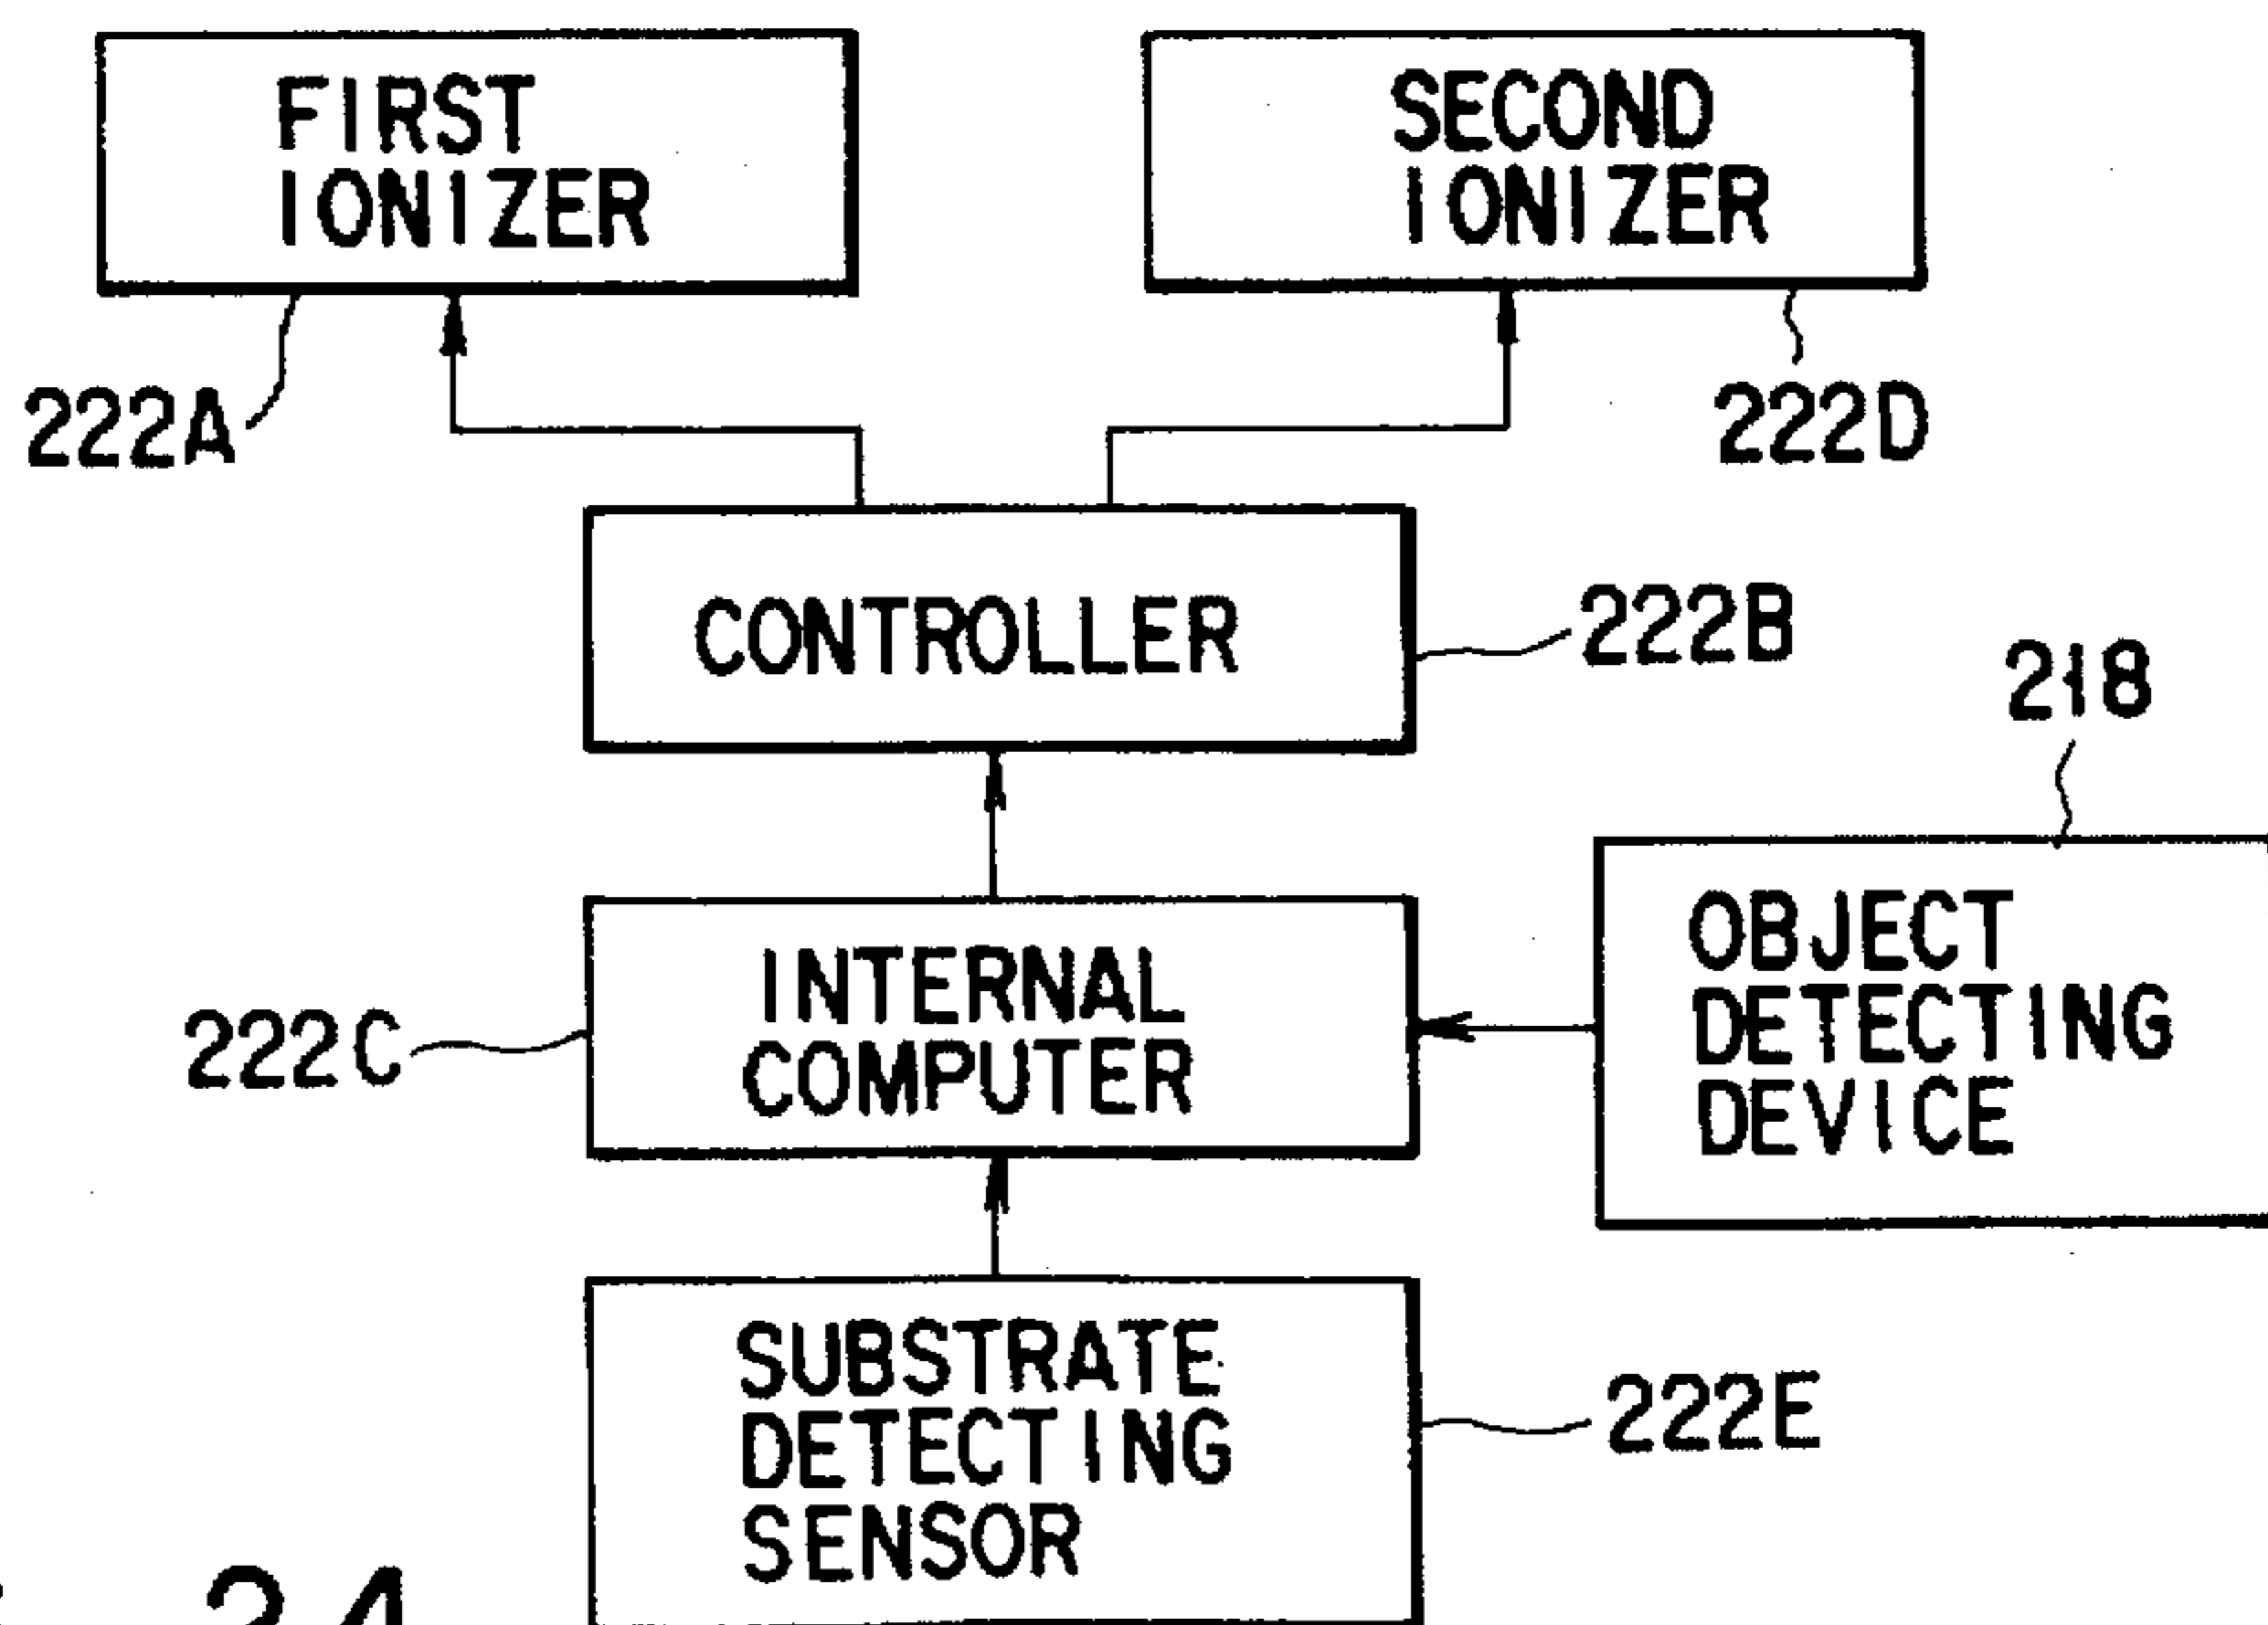 FIRST
IONIZER
SECOND
IONIZER
222A
222D
CONTROLLER
222B
218
INTERNAL
COMPUTER
222C
OBJECT
DETECTING
DEVICE
SUBSTRATE
DETECTING
SENSOR
222E
24